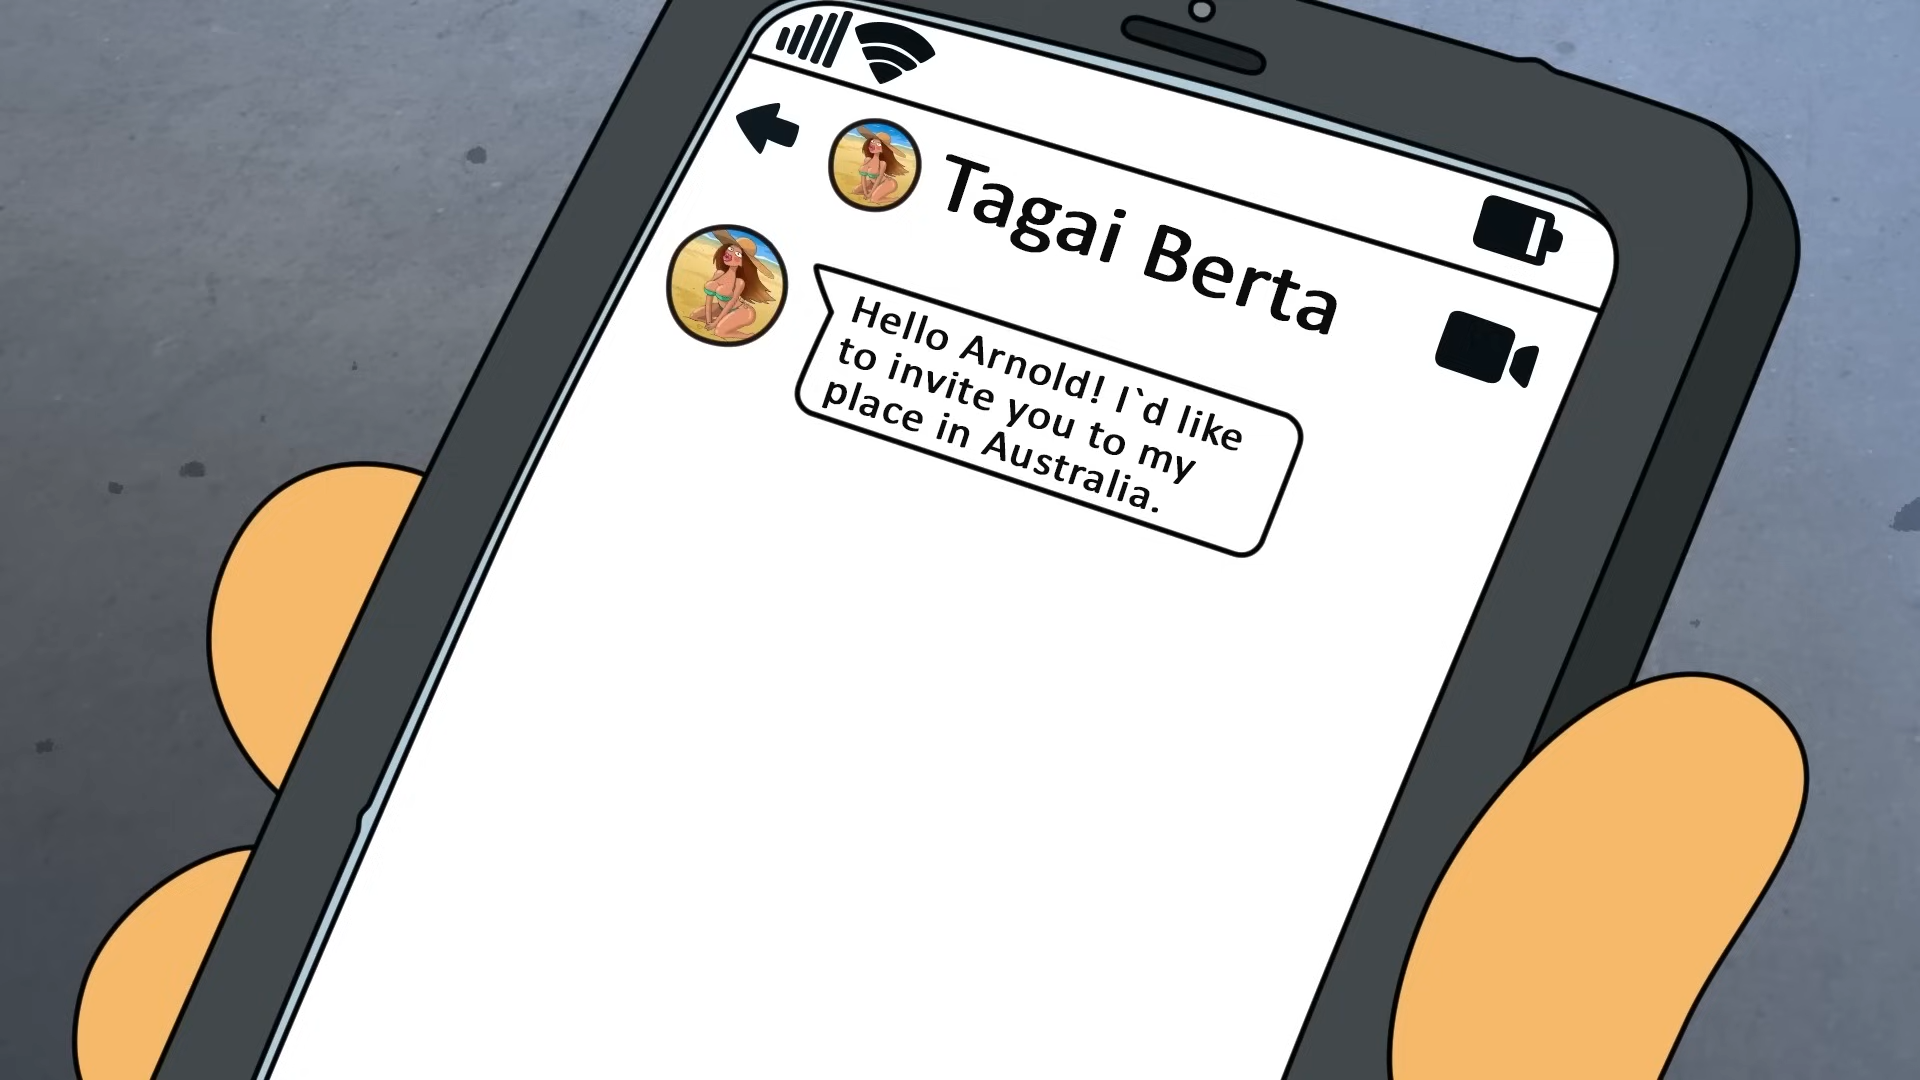 Tagai Berta
Hello Arnold! I`d like
to invite you to my
place in Australia.